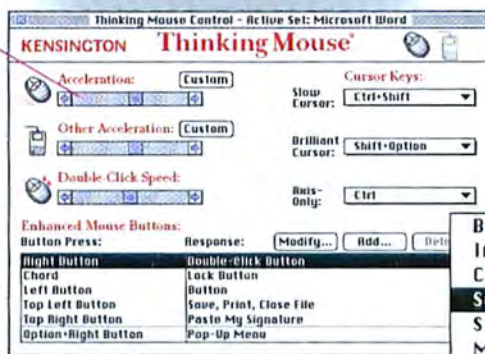 Thinking Mouse Control - Active Set: Microsoft Word
KENSINGTON Thinking Mouse®
Acceleration: Custom
Cursor Keys:
Slow Cursor: Ctrl+Shift
Other Acceleration: Custom
Brilliant Cursor: Shift+Option
Double-Click Speed:
Axis-Only: Ctrl
Enhanced Mouse Buttons:
Button Press: Response: Modify... Add... Dele
Right Button Double-Click Button
Chord Lock Button
Left Button Button
Top Left Button Save, Print, Close File
Top Right Button Paste My Signature
Option+Right Button Pop-Up Menu
B
I
C
S
S
M